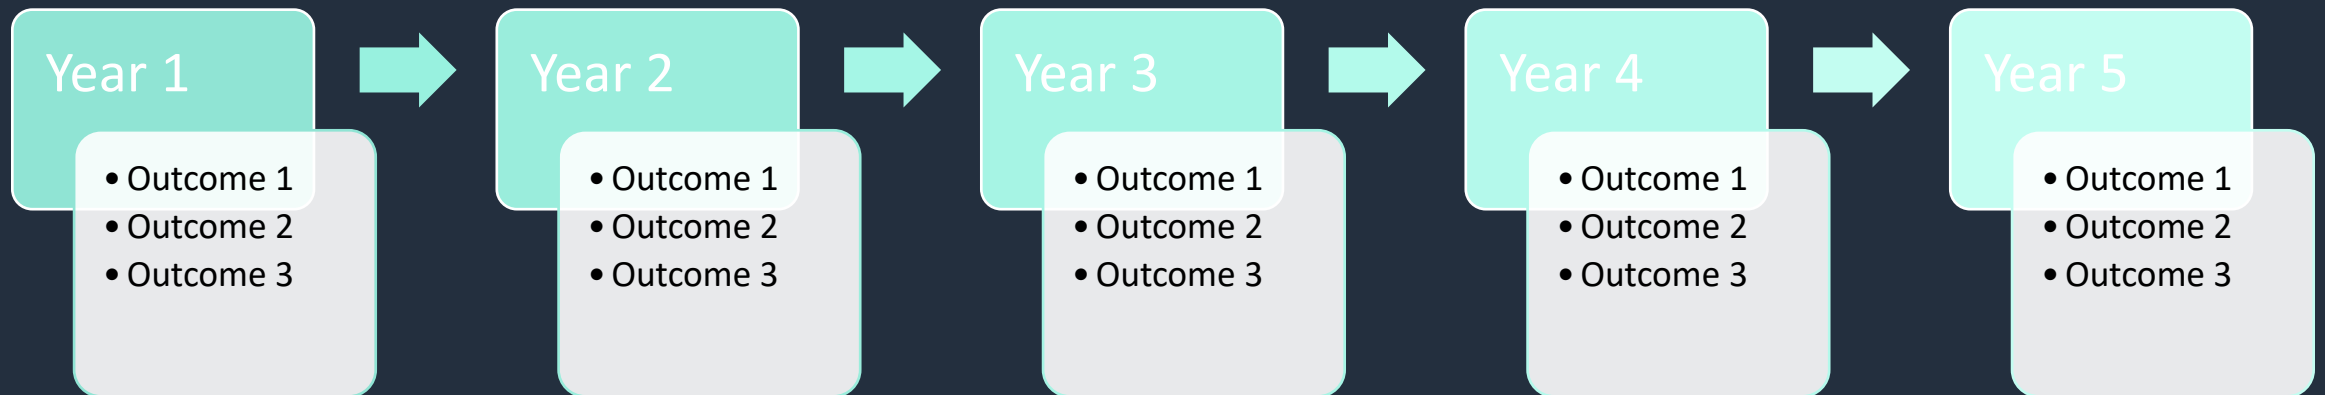 Year 1
• Outcome 1
• Outcome 2
• Outcome 3
Year 2
• Outcome 1
• Outcome 2
• Outcome 3
Year 3
• Outcome 1
• Outcome 2
• Outcome 3
Year 4
• Outcome 1
• Outcome 2
• Outcome 3
Year 5
• Outcome 1
• Outcome 2
• Outcome 3